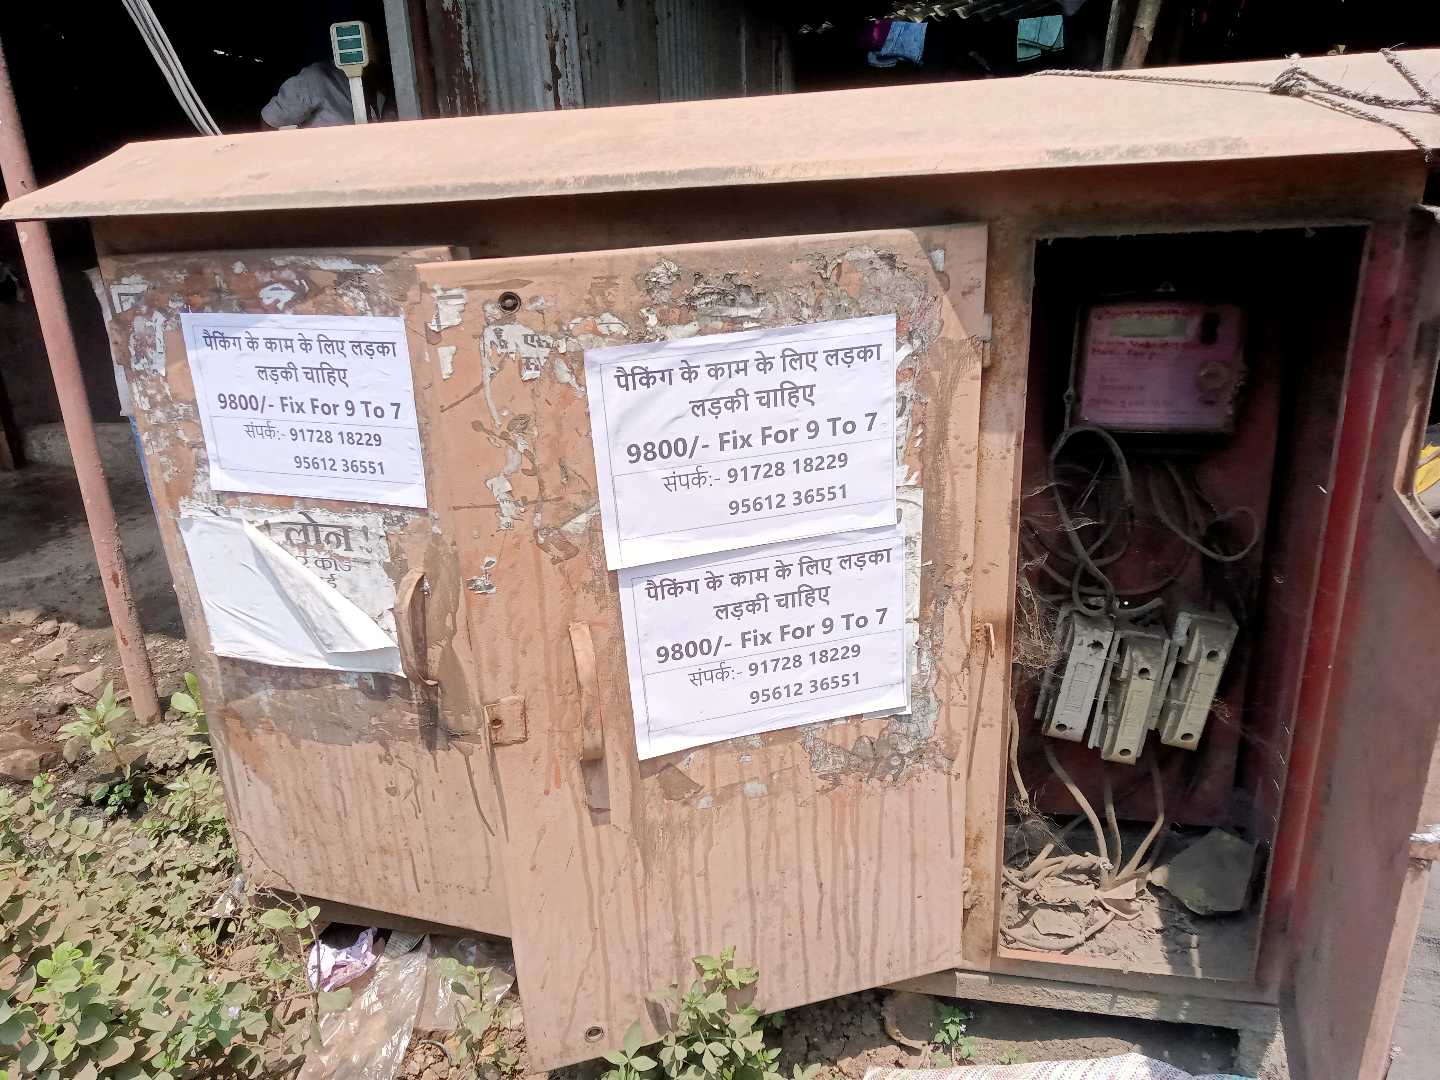 पैकिंग के काम के लिए लड़का
लड़की चाहिए
9800/- Fix For 9 To 7
संपर्क:- 91728 18229
95612 36551
लोन
पैकिंग के काम के लिए लड़का
लड़की चाहिए
9800/- Fix For 9 To 7
संपर्क:- 91728 18229
95612 36551
पैकिंग के काम के लिए लड़का
लड़की चाहिए
9800/- Fix For 9 To 7
संपर्क:- 91728 18229
95612 36551